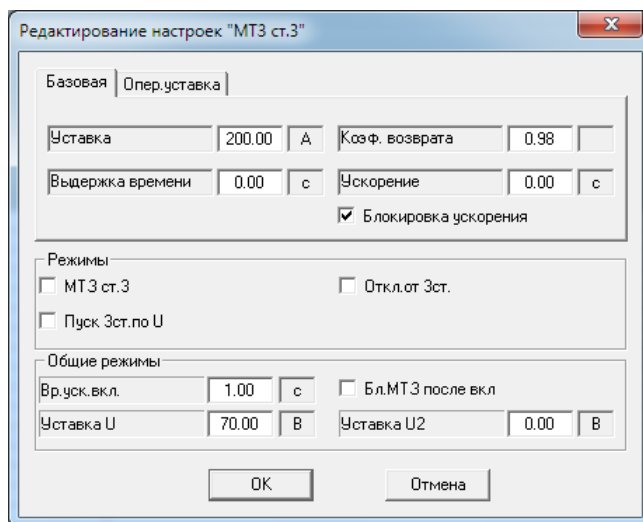 Редактирование настроек "МТЗ ст.3"
Базовая Опер.уставка
Уставка 200.00 А Коэф. возврата 0.98
Выдержка времени 0.00 с Ускорение 0.00 с
Блокировка ускорения
Режимы
МТЗ ст.3 Откл.от 3ст.
Пуск 3ст.по U
Общие режимы
Вр.уск.вкл. 1.00 с Бл.МТЗ после вкл
Уставка U 70.00 В Уставка U2 0.00 В
OK Отмена